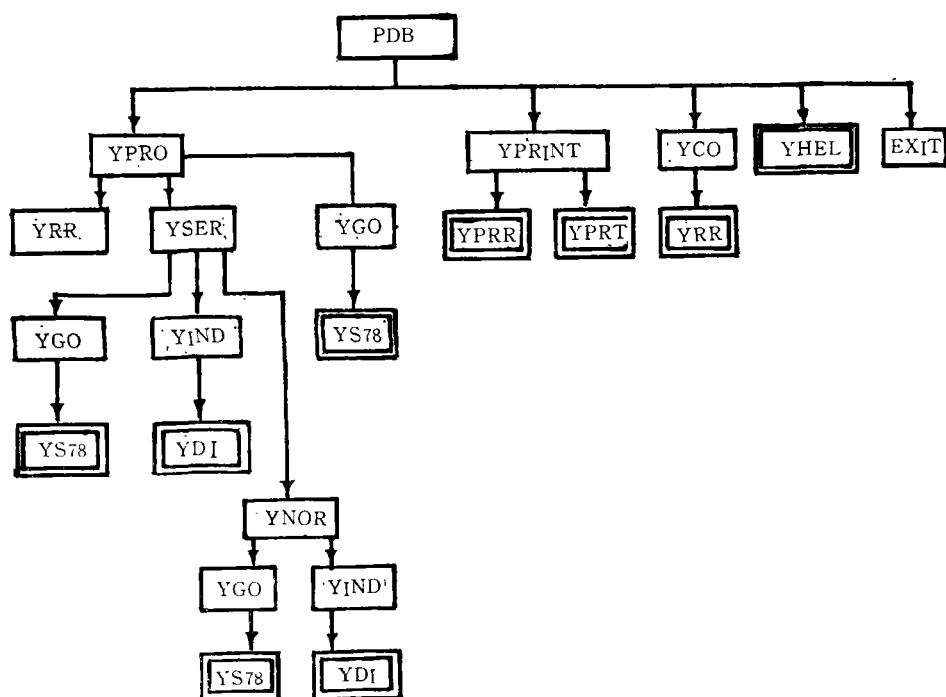 PDB
YPRO
YPRINT
YCO
YHEL
EXIT
YRR
YSER
YGO
YPRR
YPRT
YRR
YGO
YIND
YS78
YS78
YDI
YNOR
YGO
YIND
YS78
YDI